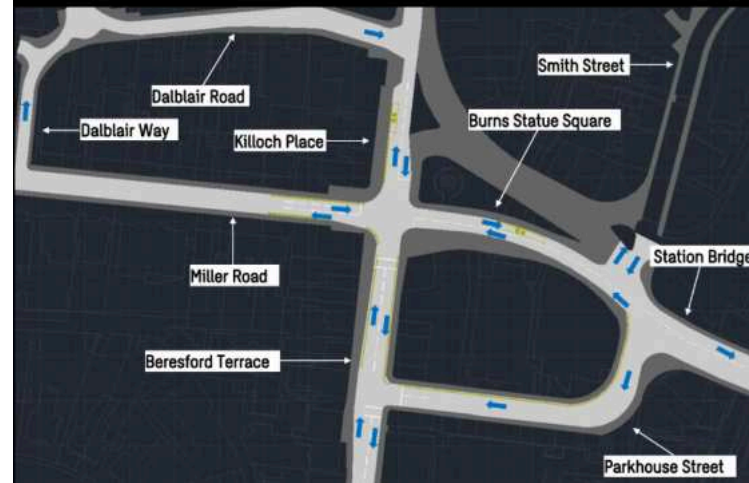 Smith Street
Dalblair Road
Burns Statue Square
Dalblair Way
Killoch Place
Station Bridge
Miller Road
Beresford Terrace
Parkhouse Street